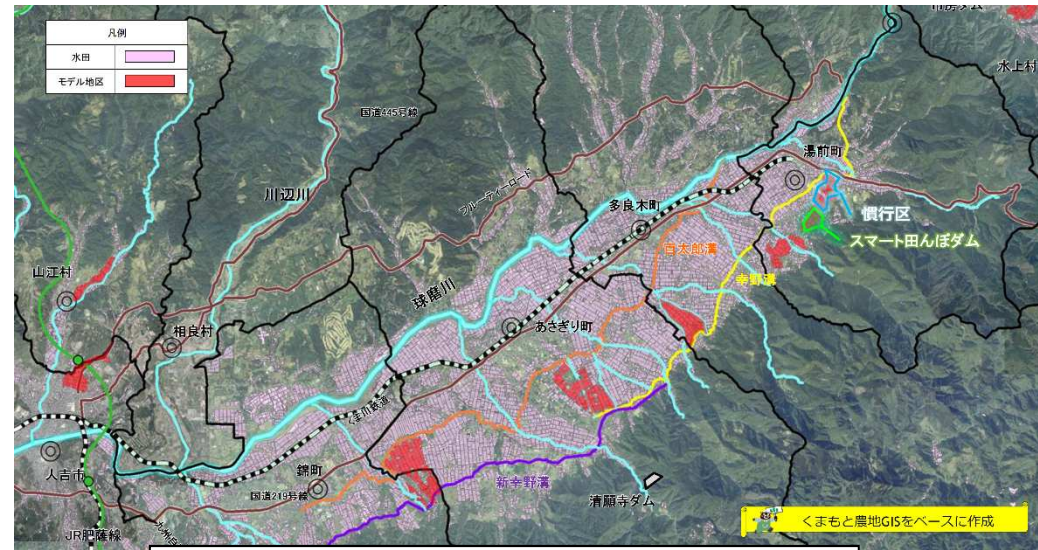 凡例
水田
モデル地区
国道445号線
水上村
湯前町
川辺川
フルーティーロード
多良木町
慣行区
スマート田んぼダム
百太郎溝
幸野溝
山江村
球磨川
相良村
あさぎり町
くま川鉄道
人吉市
錦町
国道219号線
新幸野溝
清願寺ダム
JR肥薩線
くまもと農地GISをベースに作成